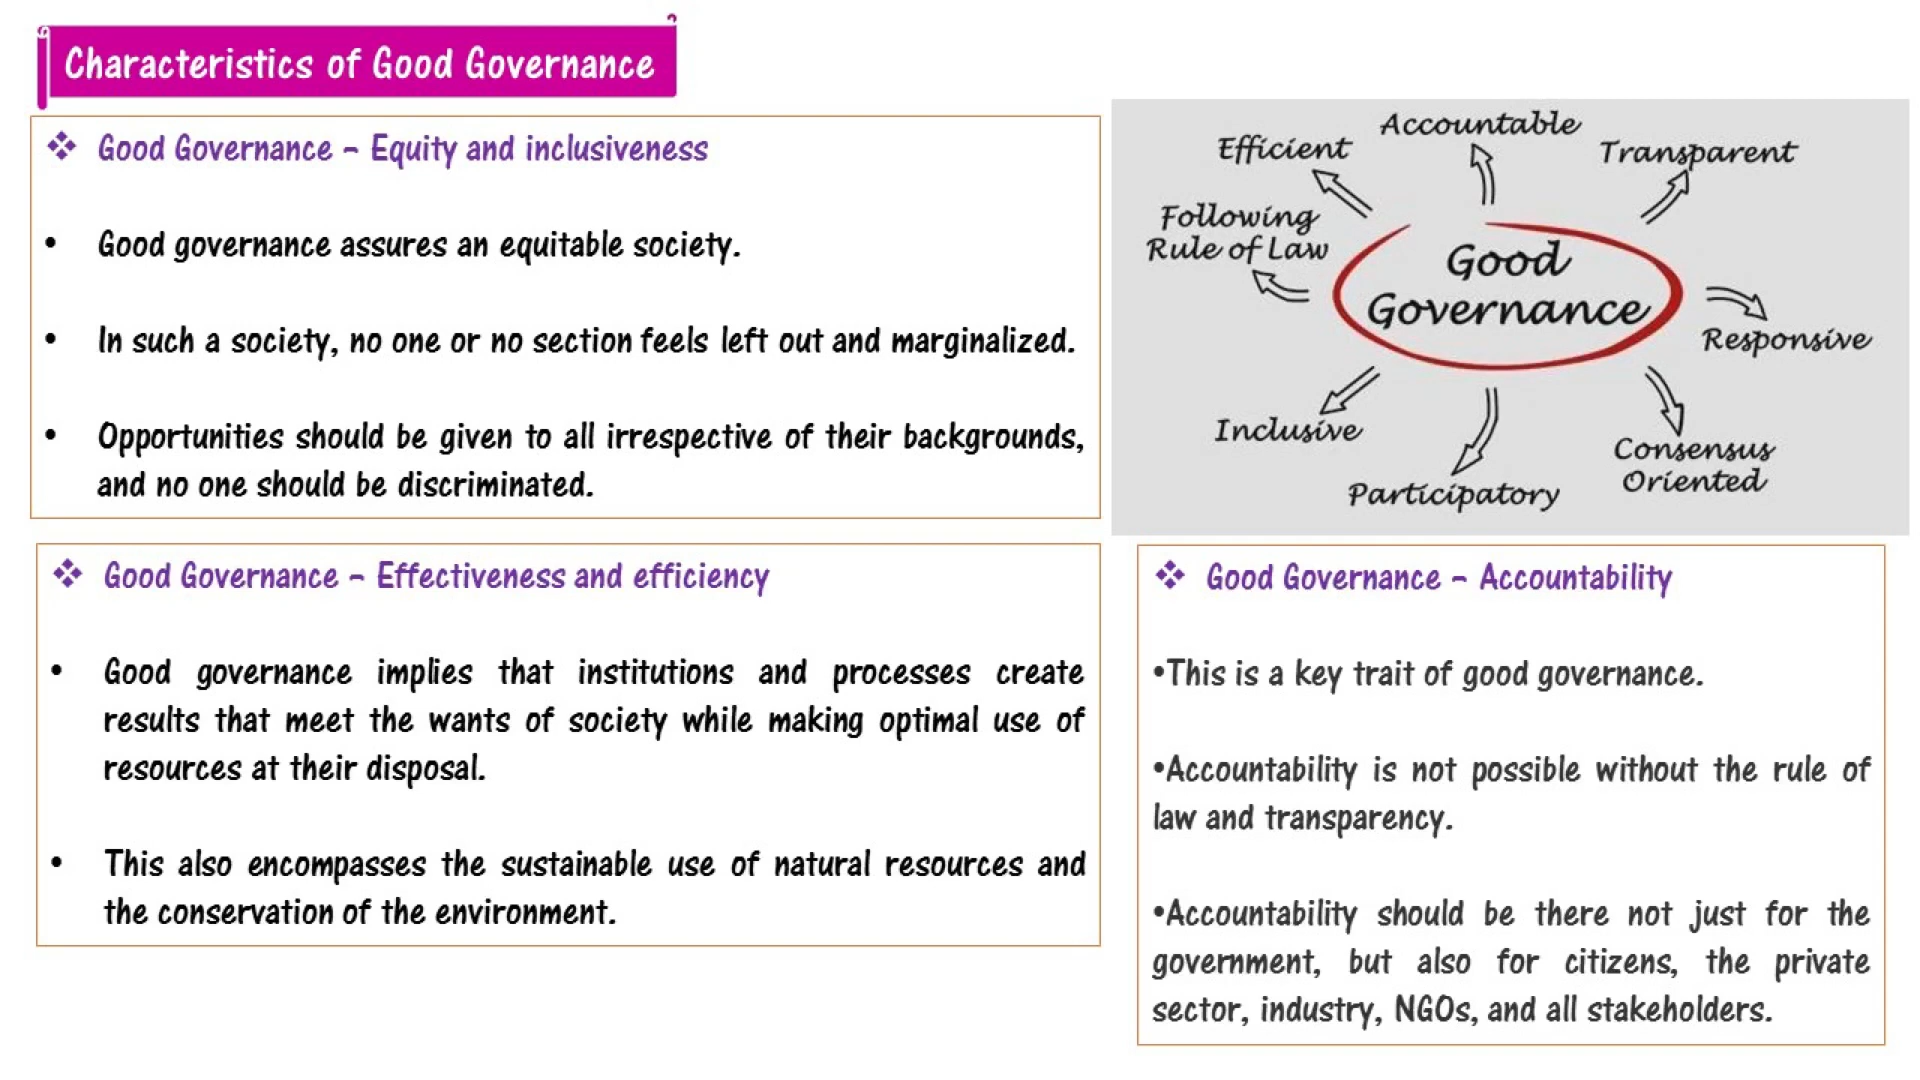 Characteristics of Good Governance
❖ Good Governance – Equity and inclusiveness
• Good governance assures an equitable society.
• In such a society, no one or no section feels left out and marginalized.
• Opportunities should be given to all irrespective of their backgrounds,
and no one should be discriminated.
Efficient
Accountable
Transparent
Following
Rule of Law
Good
Governance
Responsive
Inclusive
Participatory
Consensus
Oriented
❖ Good Governance – Effectiveness and efficiency
• Good governance implies that institutions and processes create
results that meet the wants of society while making optimal use of
resources at their disposal.
• This also encompasses the sustainable use of natural resources and
the conservation of the environment.
❖ Good Governance – Accountability
•This is a key trait of good governance.
•Accountability is not possible without the rule of
law and transparency.
•Accountability should be there not just for the
government, but also for citizens, the private
sector, industry, NGOs, and all stakeholders.